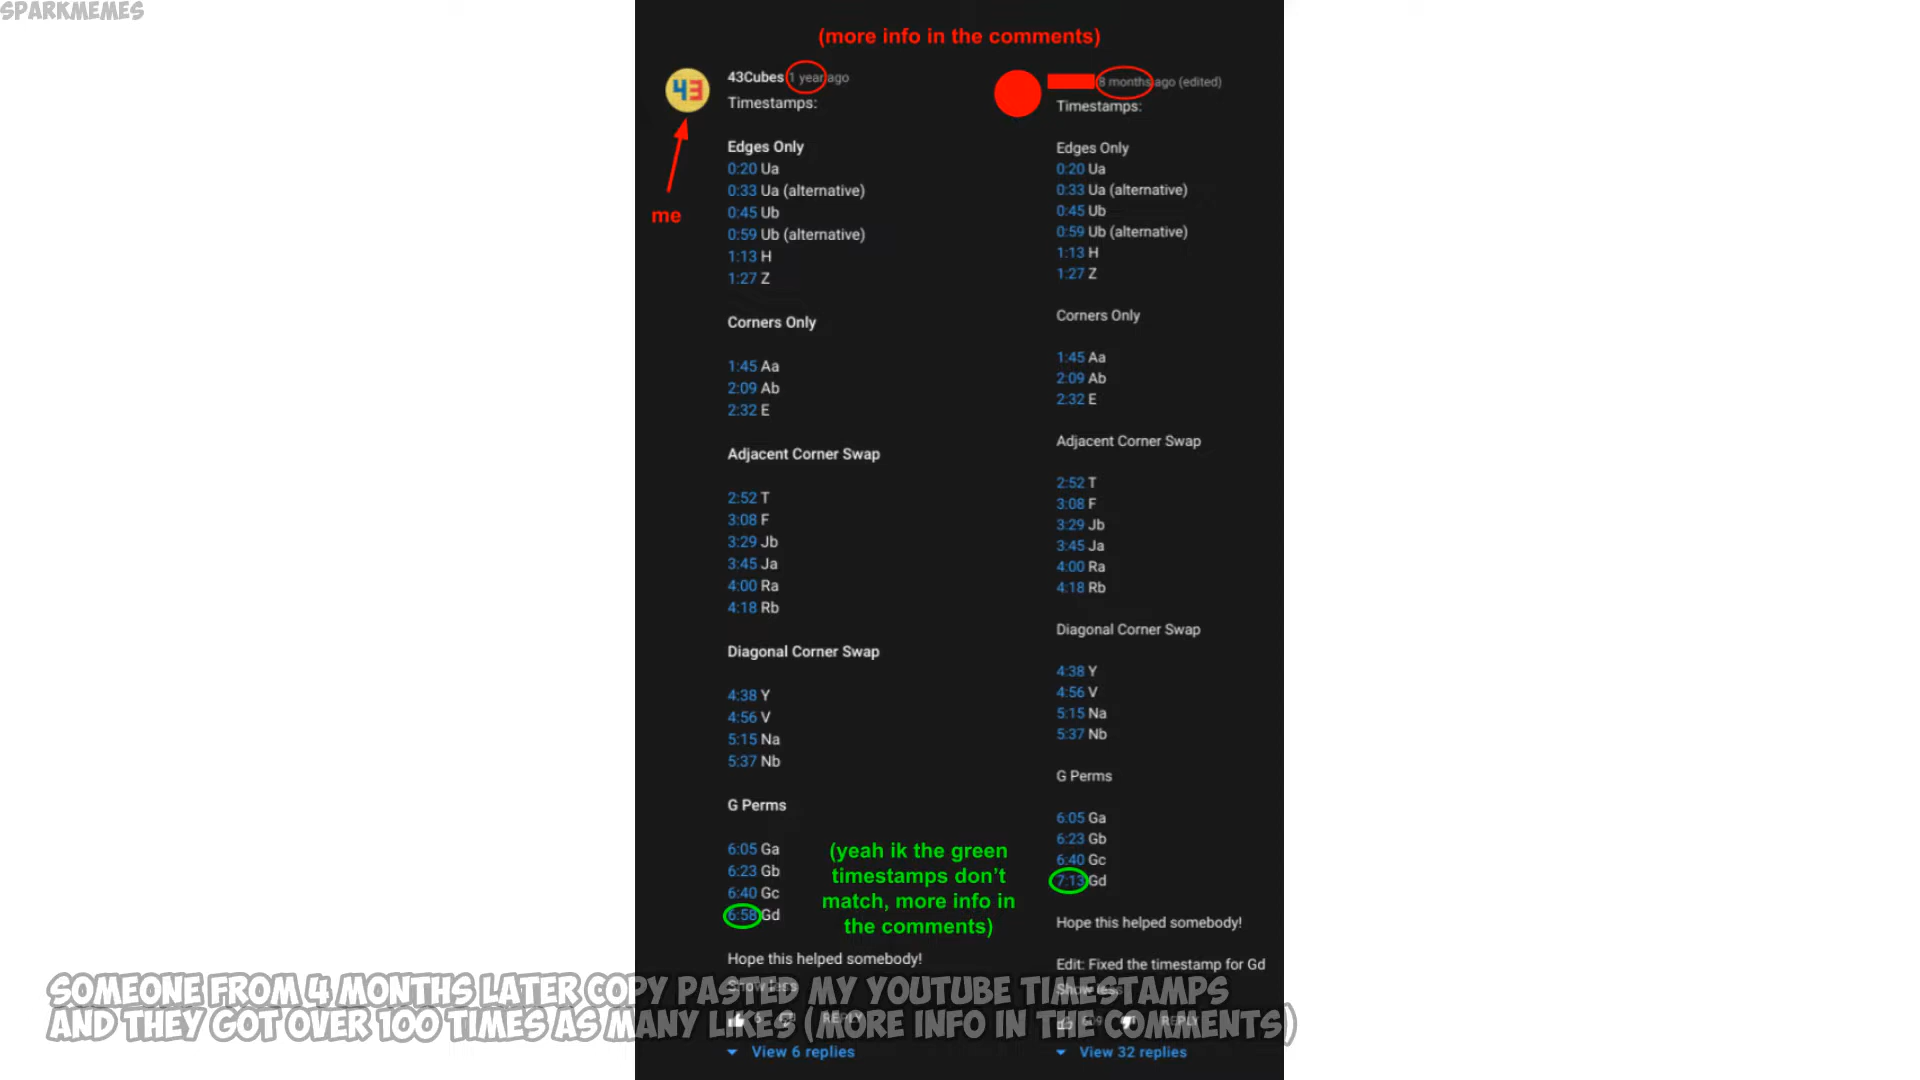 SPARKMEMES
(more info in the comments)
43
43Cubes 1 year ago
Timestamps:
Edges Only
0:20 Ua
0:33 Ua (alternative)
0:45 Ub
0:59 Ub (alternative)
1:13 H
1:27 Z
Corners Only
1:45 Aa
2:09 Ab
2:32 E
Adjacent Corner Swap
2:52 T
3:08 F
3:29 Jb
3:45 Ja
4:00 Ra
4:18 Rb
Diagonal Corner Swap
4:38 Y
4:56 V
5:15 Na
5:37 Nb
G Perms
6:05 Ga
6:23 Gb
6:40 Gc
6:58 Gd
Hope this helped somebody!
Show less
6 REPLY
View 6 replies
me
8 months ago (edited)
Timestamps:
Edges Only
0:20 Ua
0:33 Ua (alternative)
0:45 Ub
0:59 Ub (alternative)
1:13 H
1:27 Z
Corners Only
1:45 Aa
2:09 Ab
2:32 E
Adjacent Corner Swap
2:52 T
3:08 F
3:29 Jb
3:45 Ja
4:00 Ra
4:18 Rb
Diagonal Corner Swap
4:38 Y
4:56 V
5:15 Na
5:37 Nb
G Perms
6:05 Ga
6:23 Gb
6:40 Gc
7:13 Gd
Hope this helped somebody!
Edit: Fixed the timestamp for Gd
Show less
REPLY
View 32 replies
(yeah ik the green
timestamps don't
match, more info in
the comments)
SOMEONE FROM 4 MONTHS LATER COPY PASTED MY YOUTUBE TIMESTAMPS
AND THEY GOT OVER 100 TIMES AS MANY LIKES (MORE INFO IN THE COMMENTS)